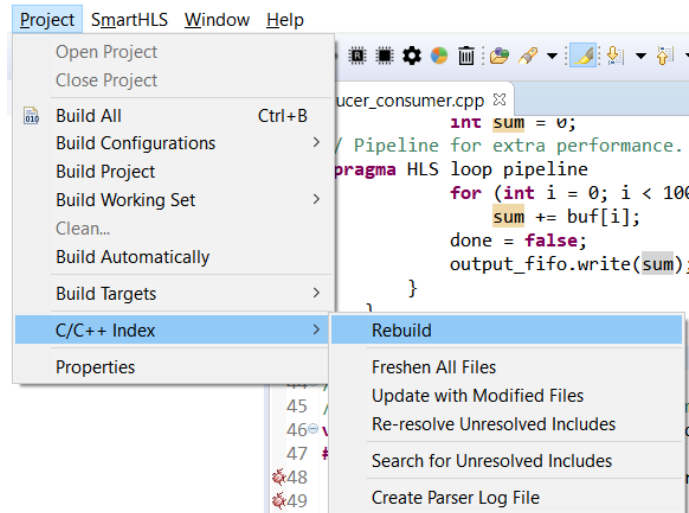 Project SmartHLS Window Help
Open Project
Close Project
Build All Ctrl+B
Build Configurations
Build Project
Build Working Set
Clean...
Build Automatically
Build Targets
C/C++ Index
Properties
ucer_consumer.cpp
int sum = 0;
/ Pipeline for extra performance.
pragma HLS loop pipeline
for (int i = 0; i < 100
sum += buf[i];
done = false;
output_fifo.write(sum);
}
}
Rebuild
Freshen All Files
Update with Modified Files
Re-resolve Unresolved Includes
Search for Unresolved Includes
Create Parser Log File
44
45 /
46
47 #
48
49